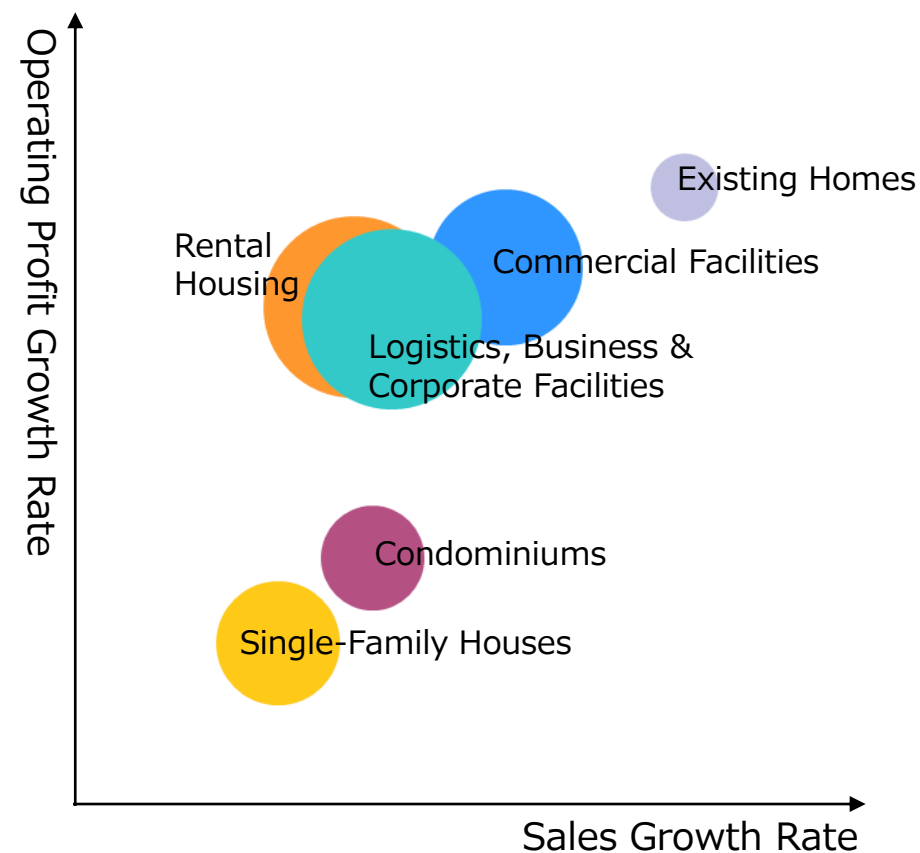 Operating Profit Growth Rate
Existing Homes
Rental
Housing
Commercial Facilities
Logistics, Business &
Corporate Facilities
Condominiums
Single-Family Houses
Sales Growth Rate